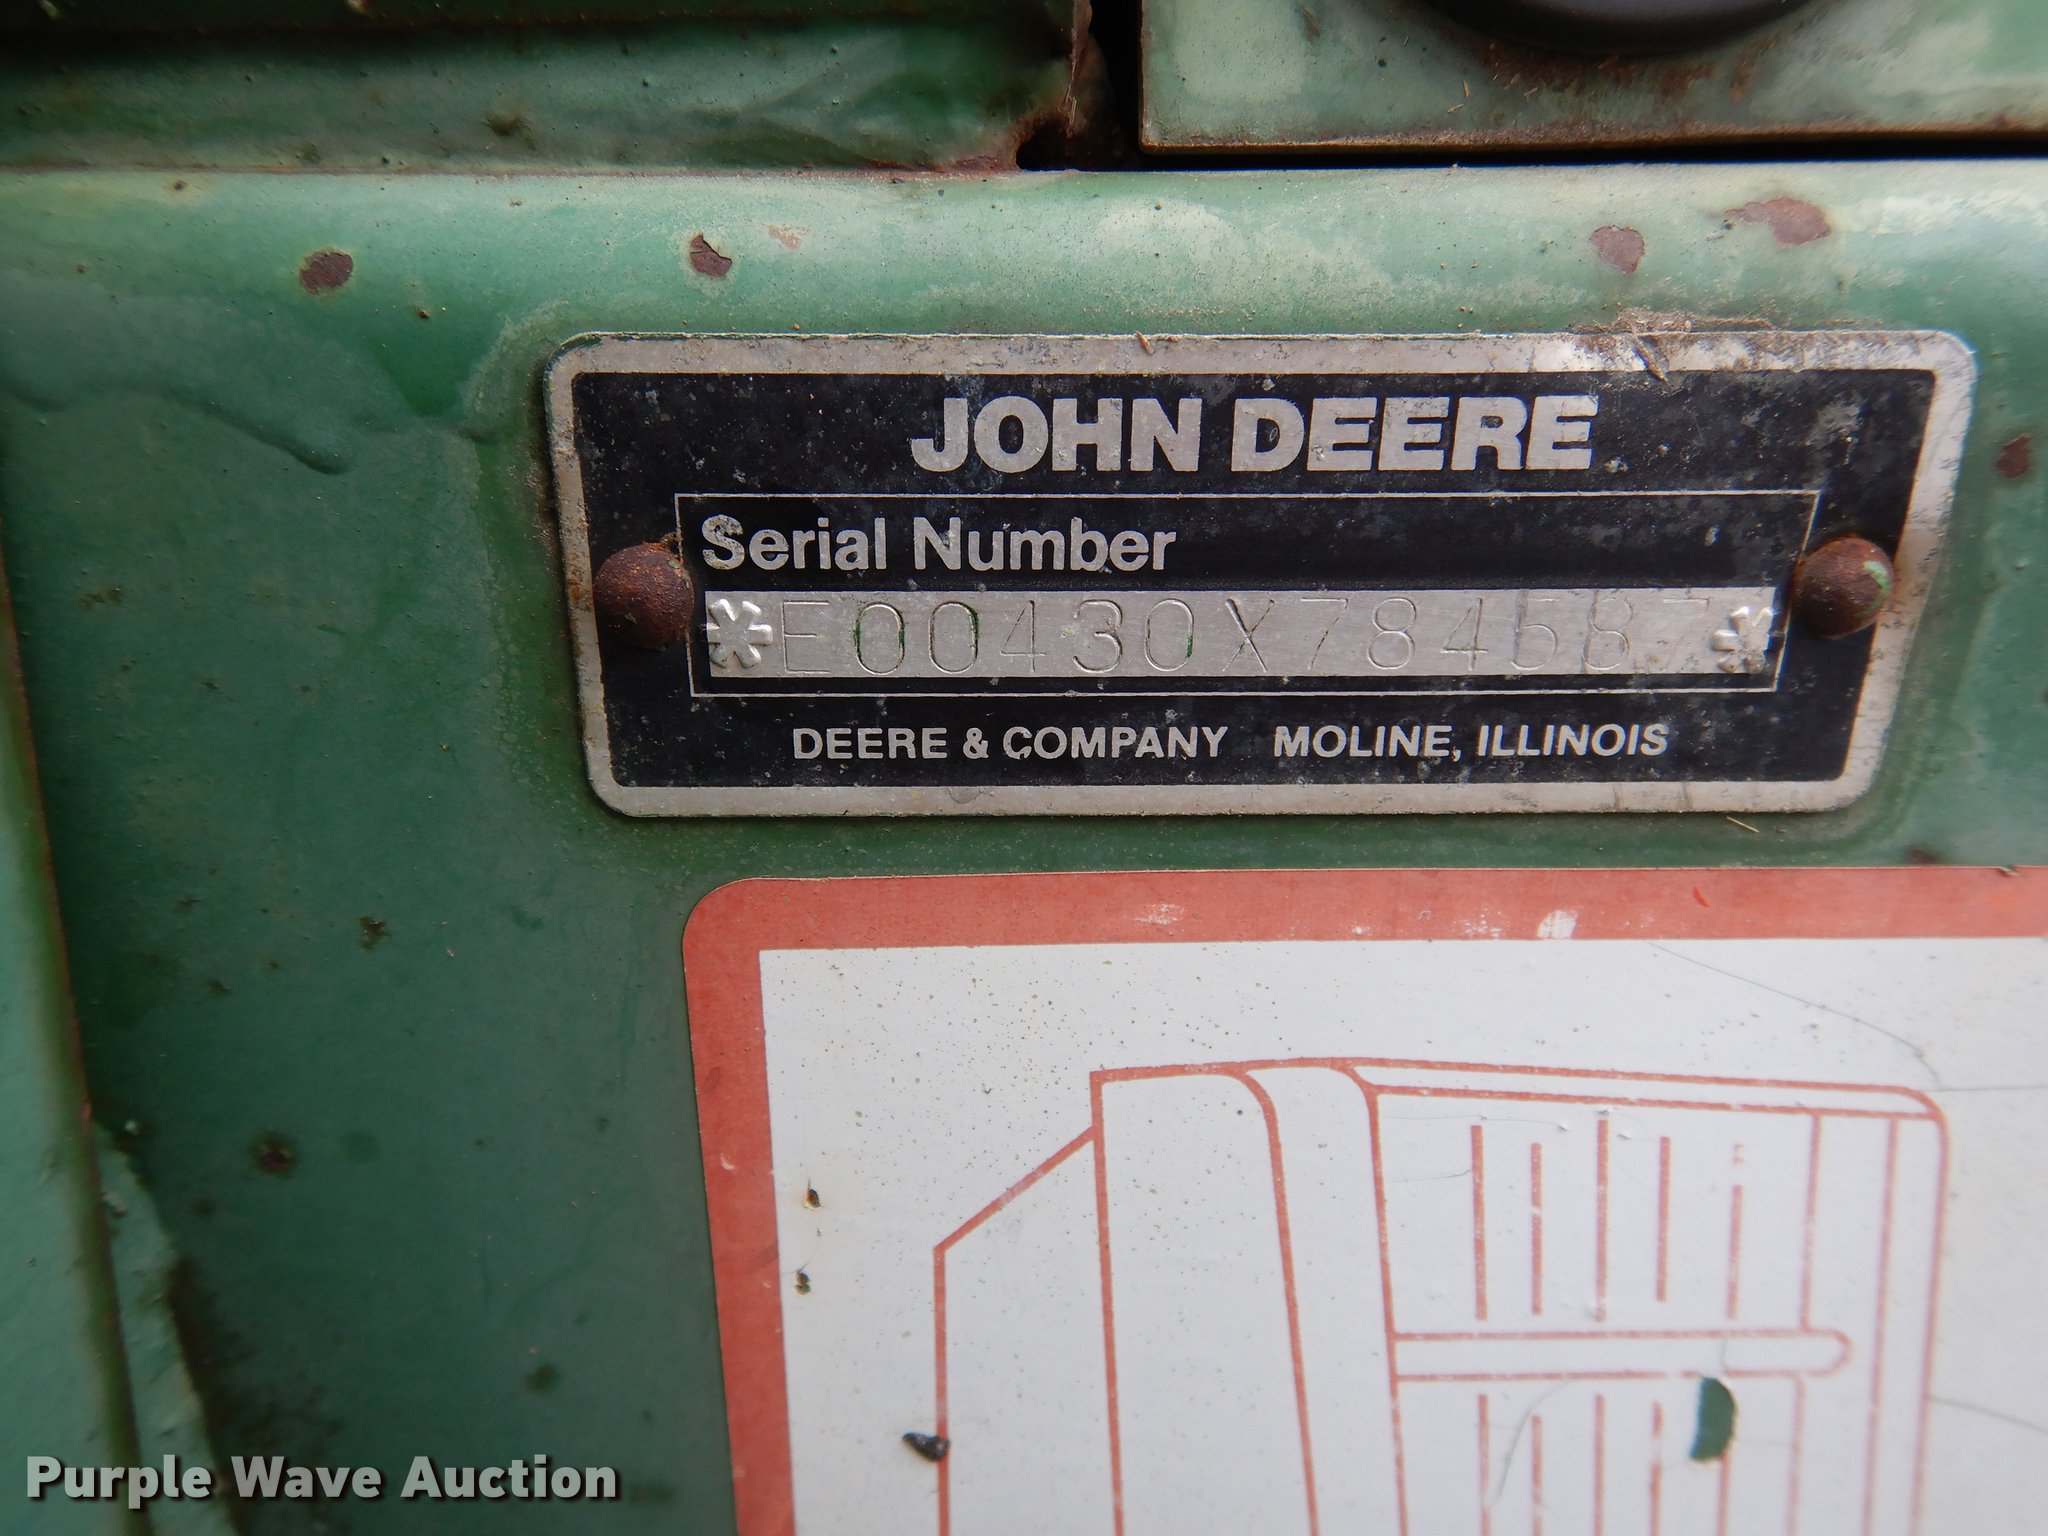 JOHN DEERE
Serial Number
*E00430X784587*
DEERE & COMPANY MOLINE, ILLINOIS
Purple Wave Auction